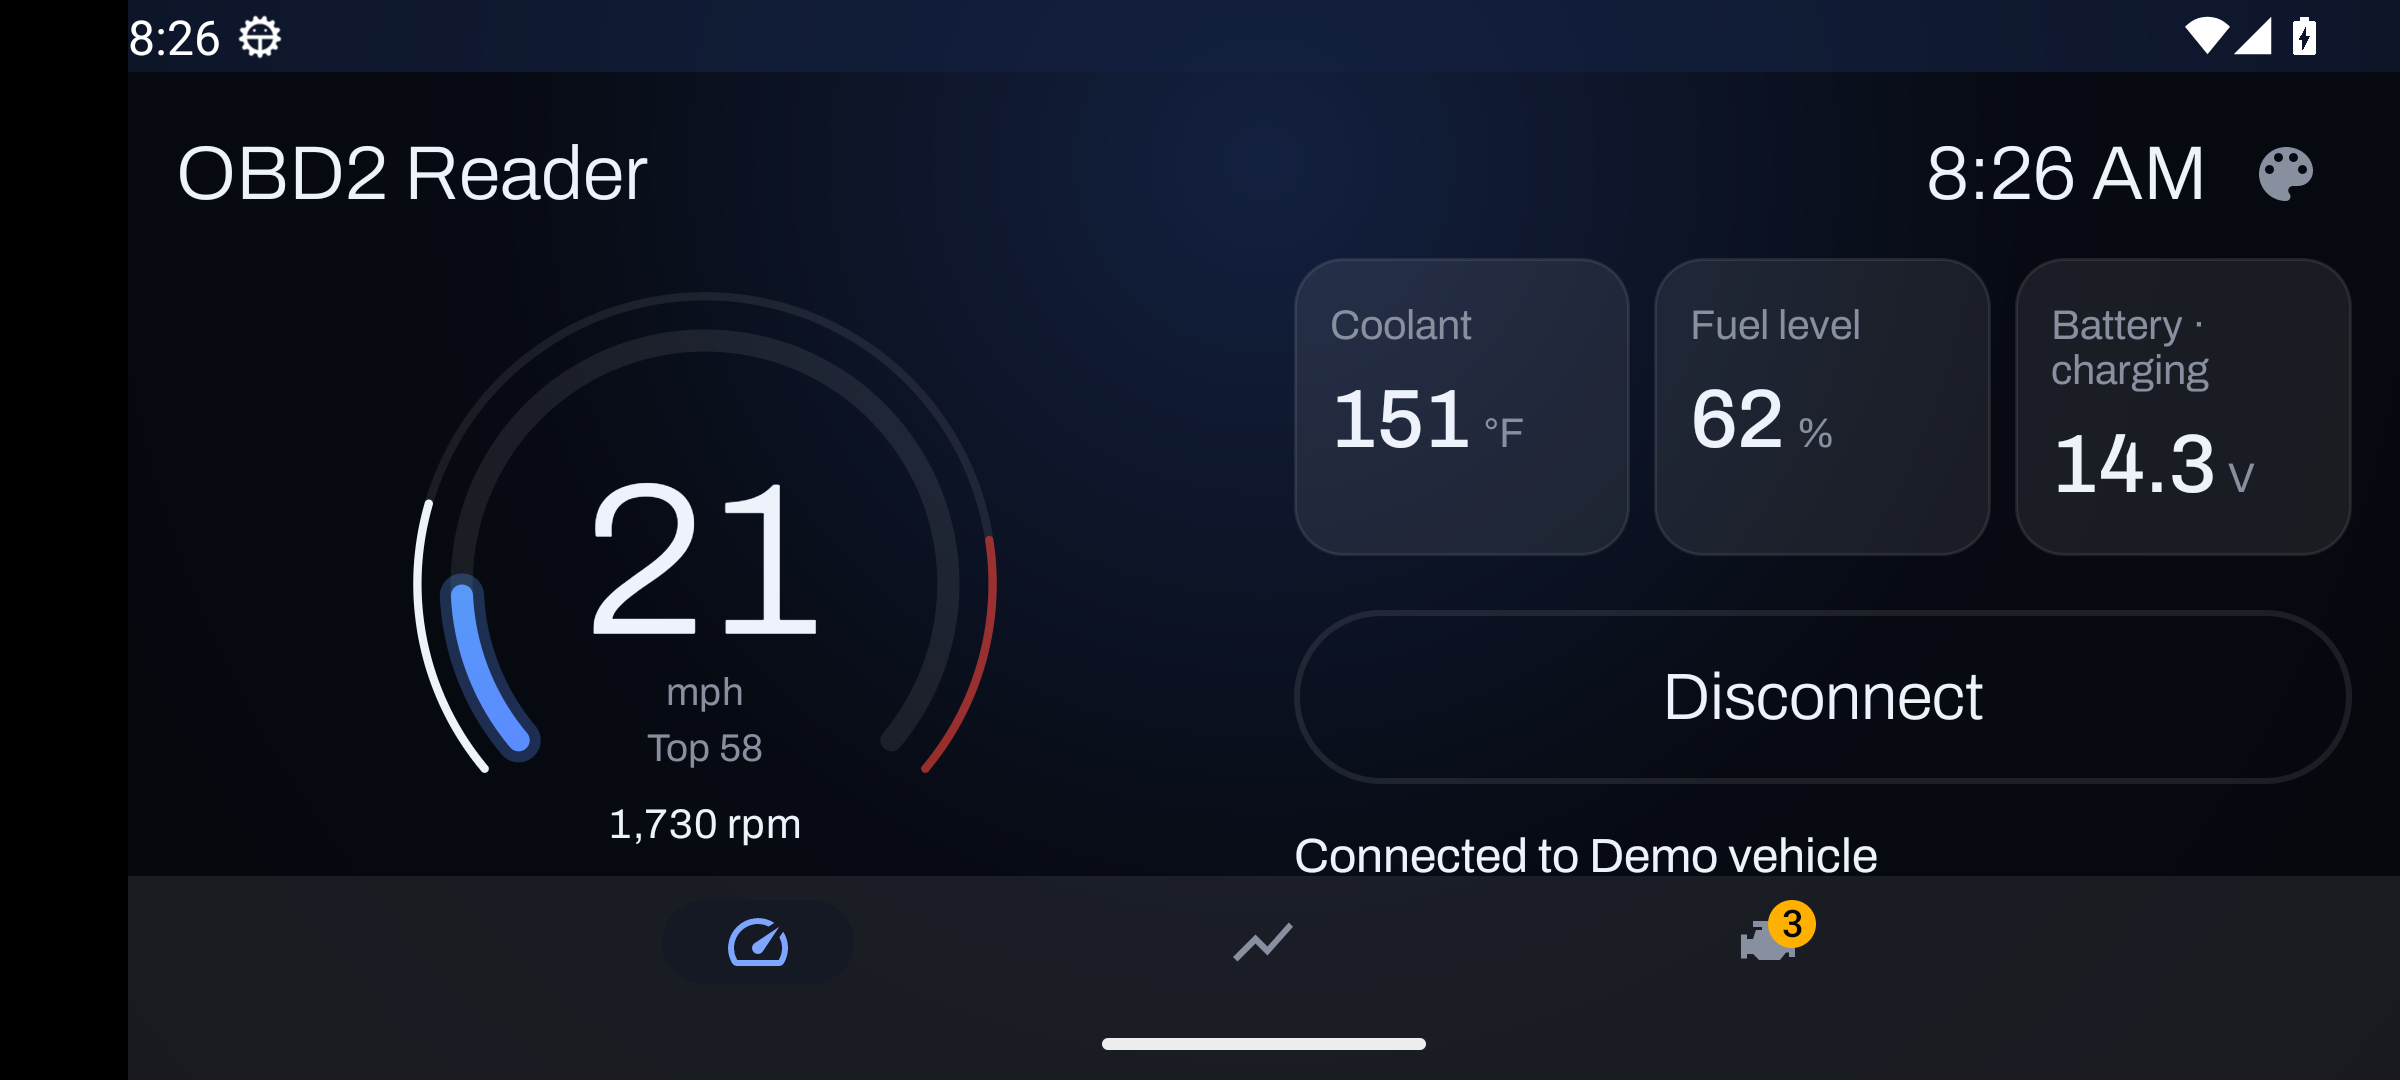 8:26
OBD2 Reader
8:26 AM
21
mph
Top 58
1,730 rpm
Coolant
151 °F
Fuel level
62 %
Battery ·
charging
14.3 V
Disconnect
Connected to Demo vehicle
3